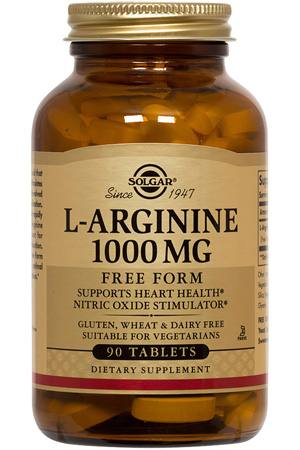 SOLGAR®
Since 1947
L-ARGININE
1000 MG
FREE FORM
SUPPORTS HEART HEALTH*
NITRIC OXIDE STIMULATOR*
GLUTEN, WHEAT & DAIRY FREE
SUITABLE FOR VEGETARIANS
90 TABLETS
DIETARY SUPPLEMENT